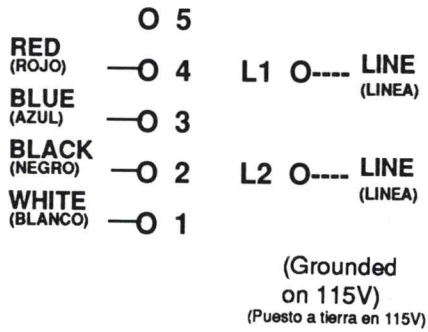 5
RED
(ROJO)
4
BLUE
(AZUL)
3
BLACK
(NEGRO)
2
WHITE
(BLANCO)
1
L1
LINE
(LINEA)
L2
LINE
(LINEA)
(Grounded
on 115V)
(Puesto a tierra en 115V)